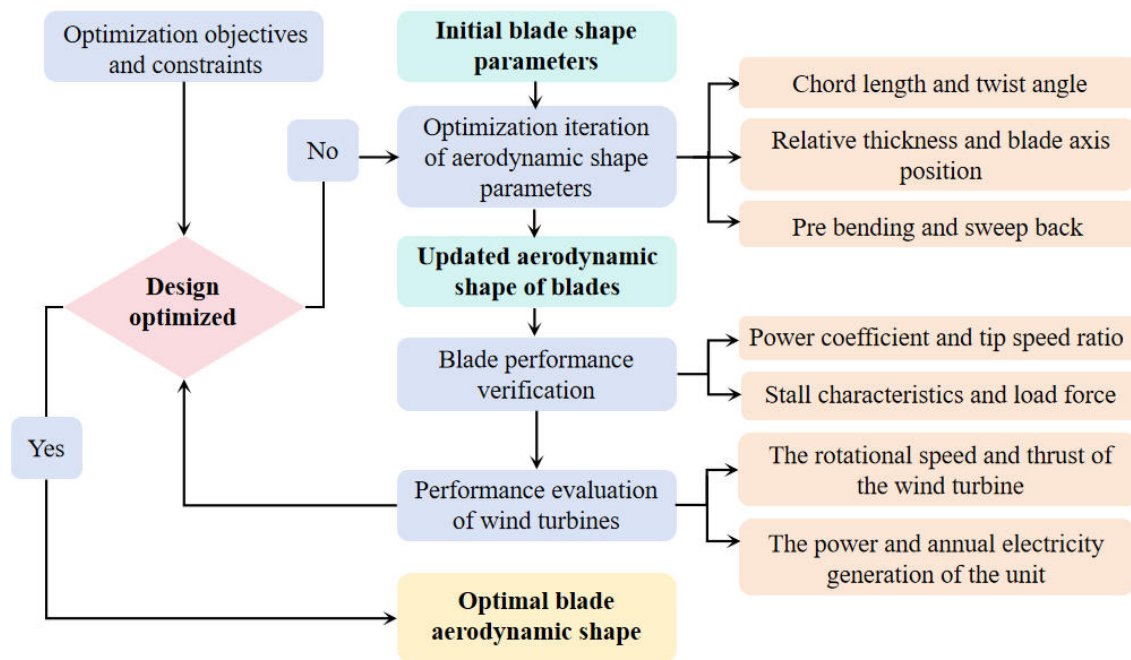 Optimization objectives
and constraints
Initial blade shape
parameters
Chord length and twist angle
No
Optimization iteration
of aerodynamic shape
parameters
Relative thickness and blade axis
position
Pre bending and sweep back
Updated aerodynamic
shape of blades
Design
optimized
Blade performance
verification
Power coefficient and tip speed ratio
Stall characteristics and load force
Yes
Performance evaluation
of wind turbines
The rotational speed and thrust of
the wind turbine
The power and annual electricity
generation of the unit
Optimal blade
aerodynamic shape